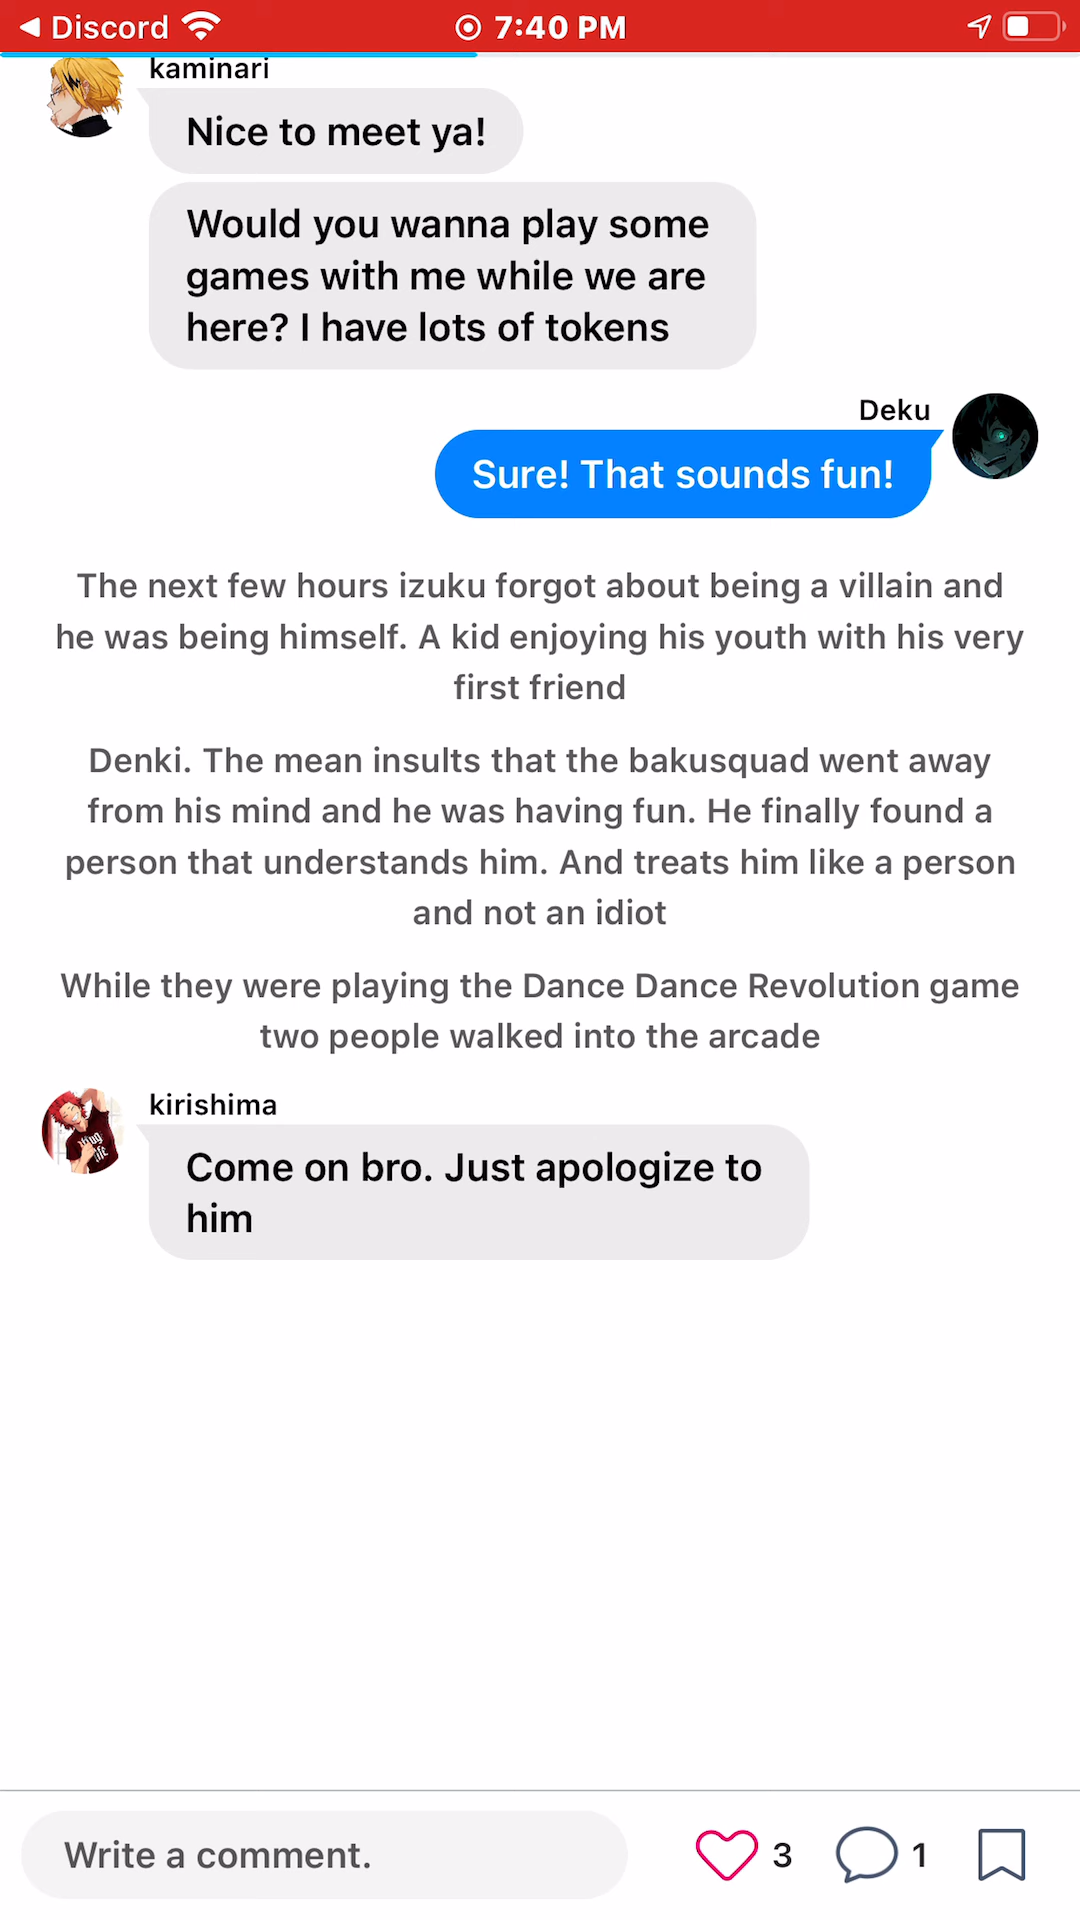 Discord 7:40 PM
kaminari
Nice to meet ya!
Would you wanna play some
games with me while we are
here? I have lots of tokens
Deku
Sure! That sounds fun!
The next few hours izuku forgot about being a villain and
he was being himself. A kid enjoying his youth with his very
first friend
Denki. The mean insults that the bakusquad went away
from his mind and he was having fun. He finally found a
person that understands him. And treats him like a person
and not an idiot
While they were playing the Dance Dance Revolution game
two people walked into the arcade
kirishima
Come on bro. Just apologize to
him
Write a comment. 3 1